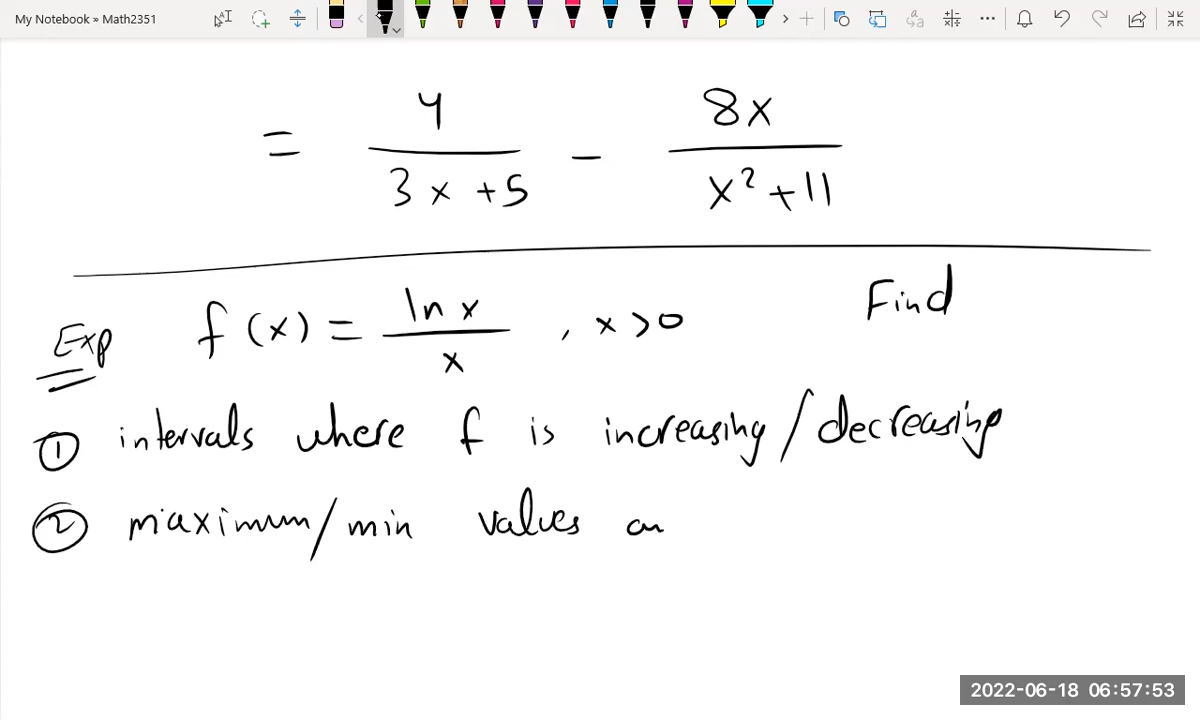 My Notebook » Math2351
= 4/(3x+5) - 8x/(x²+11)
Exp f(x) = ln x / x , x>0 Find
① intervals where f is increasing/decreasing
② maximum/min values an
2022-06-18 06:57:53